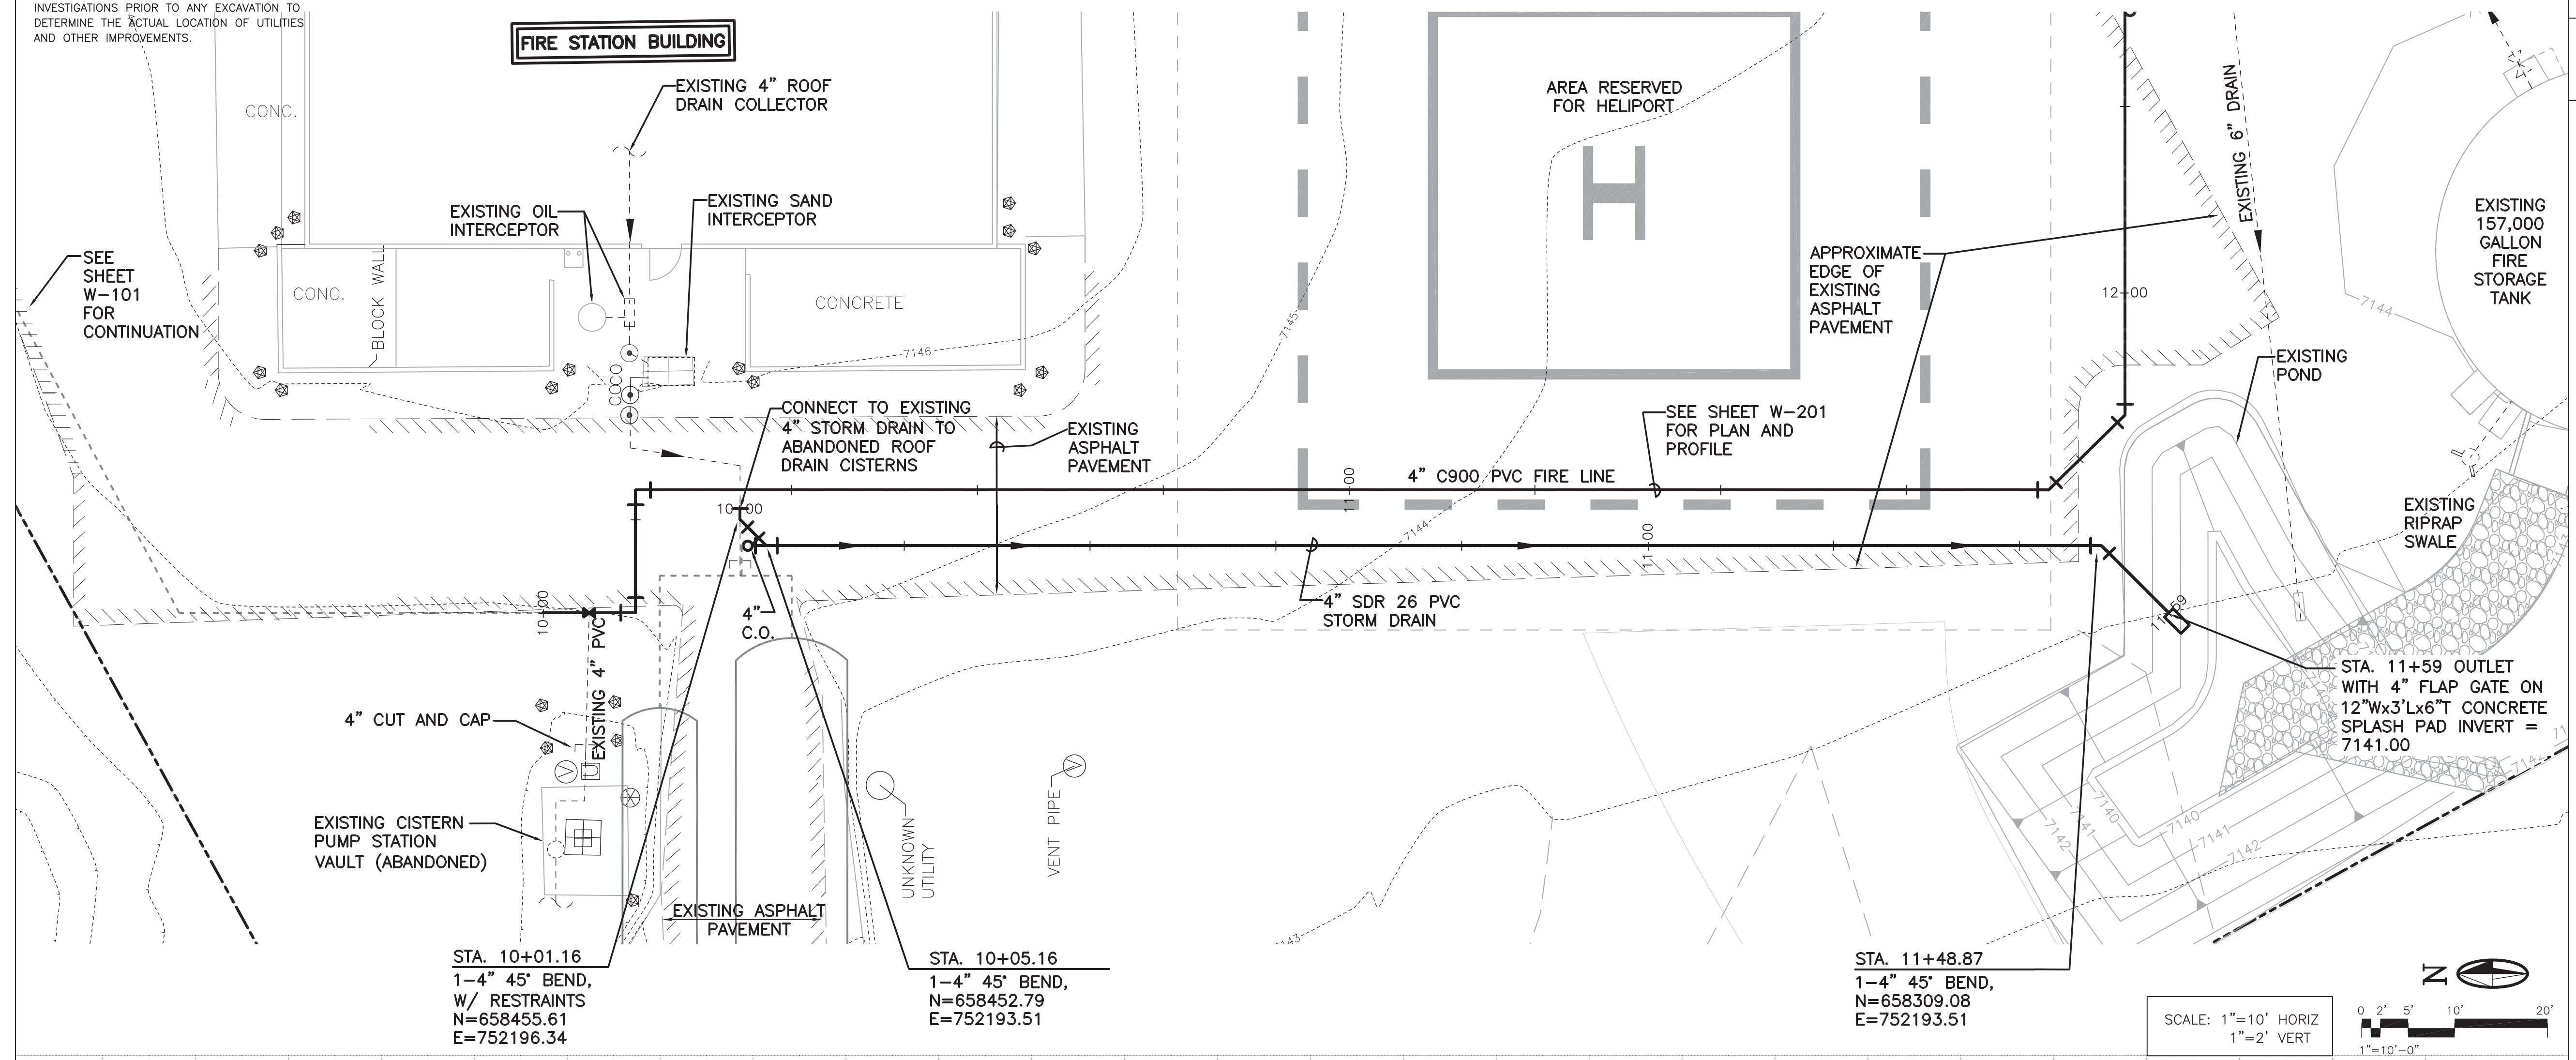 INVESTIGATIONS PRIOR TO ANY EXCAVATION TO
DETERMINE THE ACTUAL LOCATION OF UTILITIES
AND OTHER IMPROVEMENTS.
FIRE STATION BUILDING
EXISTING 4" ROOF
DRAIN COLLECTOR
CONC.
EXISTING OIL
INTERCEPTOR
EXISTING SAND
INTERCEPTOR
SEE
SHEET
W-101
FOR
CONTINUATION
CONC.
BLOCK WALL
CONCRETE
7146
COCO
CONNECT TO EXISTING
4" STORM DRAIN TO
ABANDONED ROOF
DRAIN CISTERNS
EXISTING
ASPHALT
PAVEMENT
AREA RESERVED
FOR HELIPORT
H
7145
APPROXIMATE
EDGE OF
EXISTING
ASPHALT
PAVEMENT
EXISTING 6" DRAIN
12+00
EXISTING
157,000
GALLON
FIRE
STORAGE
TANK
7144
EXISTING
POND
SEE SHEET W-201
FOR PLAN AND
PROFILE
4" C900 PVC FIRE LINE
11+00
10+00
7144
11+00
EXISTING
RIPRAP
SWALE
10+00
4"
C.O.
4" SDR 26 PVC
STORM DRAIN
11+59
STA. 11+59 OUTLET
WITH 4" FLAP GATE ON
12"Wx3'Lx6"T CONCRETE
SPLASH PAD INVERT =
7141.00
EXISTING 4" PVC
4" CUT AND CAP
V
U
V
EXISTING CISTERN
PUMP STATION
VAULT (ABANDONED)
UNKNOWN
UTILITY
VENT PIPE
7142
7141
7140
7140
7141
7142
7142
EXISTING ASPHALT
PAVEMENT
7143
STA. 10+01.16
1-4" 45° BEND,
W/ RESTRAINTS
N=658455.61
E=752196.34
STA. 10+05.16
1-4" 45° BEND,
N=658452.79
E=752193.51
STA. 11+48.87
1-4" 45° BEND,
N=658309.08
E=752193.51
N
SCALE: 1"=10' HORIZ
1"=2' VERT
0 2' 5' 10' 20'
1"=10'-0"